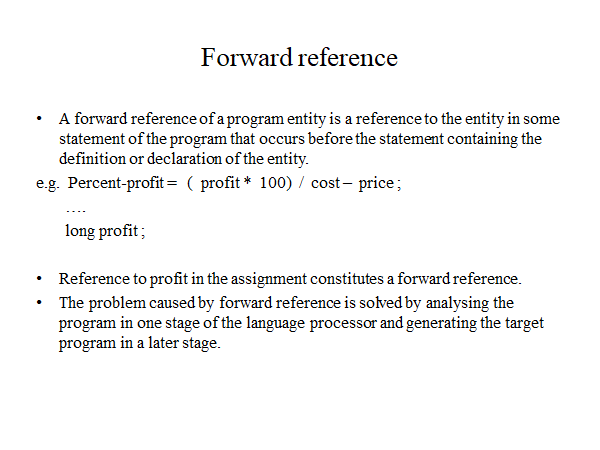 Forward reference
• A forward reference of a program entity is a reference to the entity in some
statement of the program that occurs before the statement containing the
definition or declaration of the entity.
e.g. Percent-profit = ( profit * 100) / cost – price ;
….
long profit ;
• Reference to profit in the assignment constitutes a forward reference.
• The problem caused by forward reference is solved by analysing the
program in one stage of the language processor and generating the target
program in a later stage.